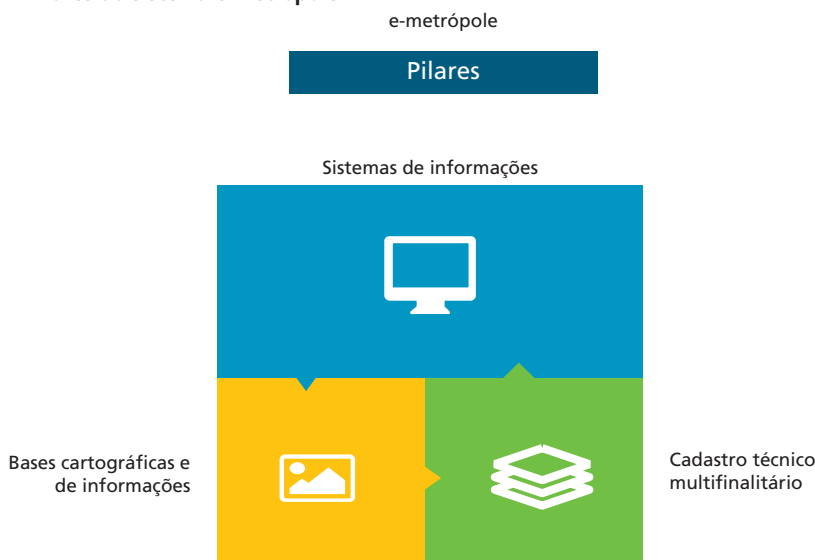 e-metrópole
Pilares
Sistemas de informações
Bases cartográficas e
de informações
Cadastro técnico
multifinalitário